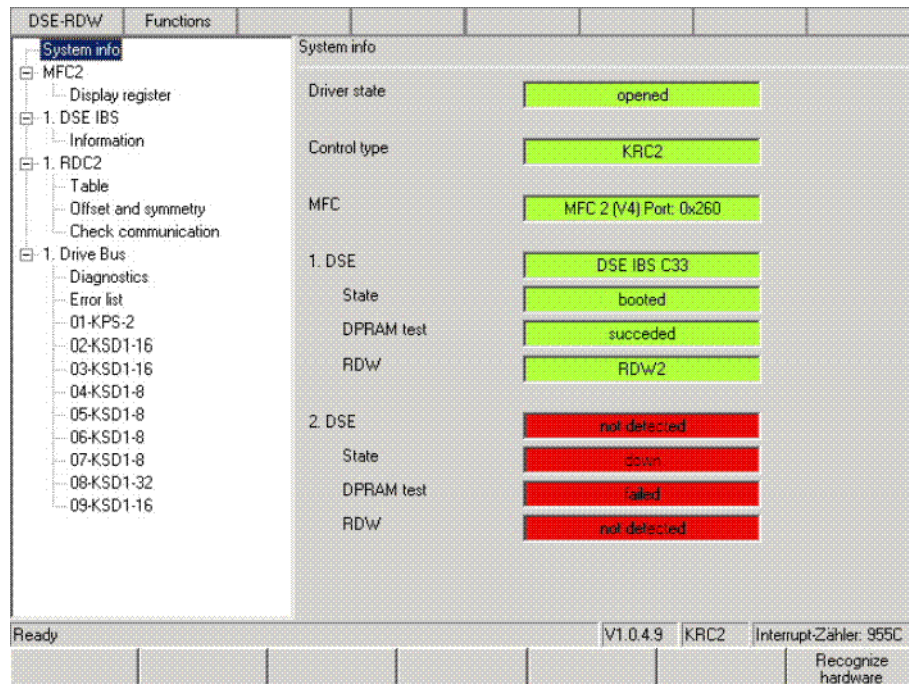 DSE-RDW Functions
System info
MFC2
Display register
1. DSE IBS
Information
1. RDC2
Table
Offset and symmetry
Check communication
1. Drive Bus
Diagnostics
Error list
01-KPS-2
02-KSD1-16
03-KSD1-16
04-KSD1-8
05-KSD1-8
06-KSD1-8
07-KSD1-8
08-KSD1-32
09-KSD1-16
System info
Driver state opened
Control type KRC2
MFC MFC 2 (V4) Port: 0x260
1. DSE DSE IBS C33
State booted
DPRAM test succeded
RDW RDW2
2. DSE not detected
State down
DPRAM test failed
RDW not detected
Ready V1.0.4.9 KRC2 Interrupt-Zähler: 955C
Recognize
hardware